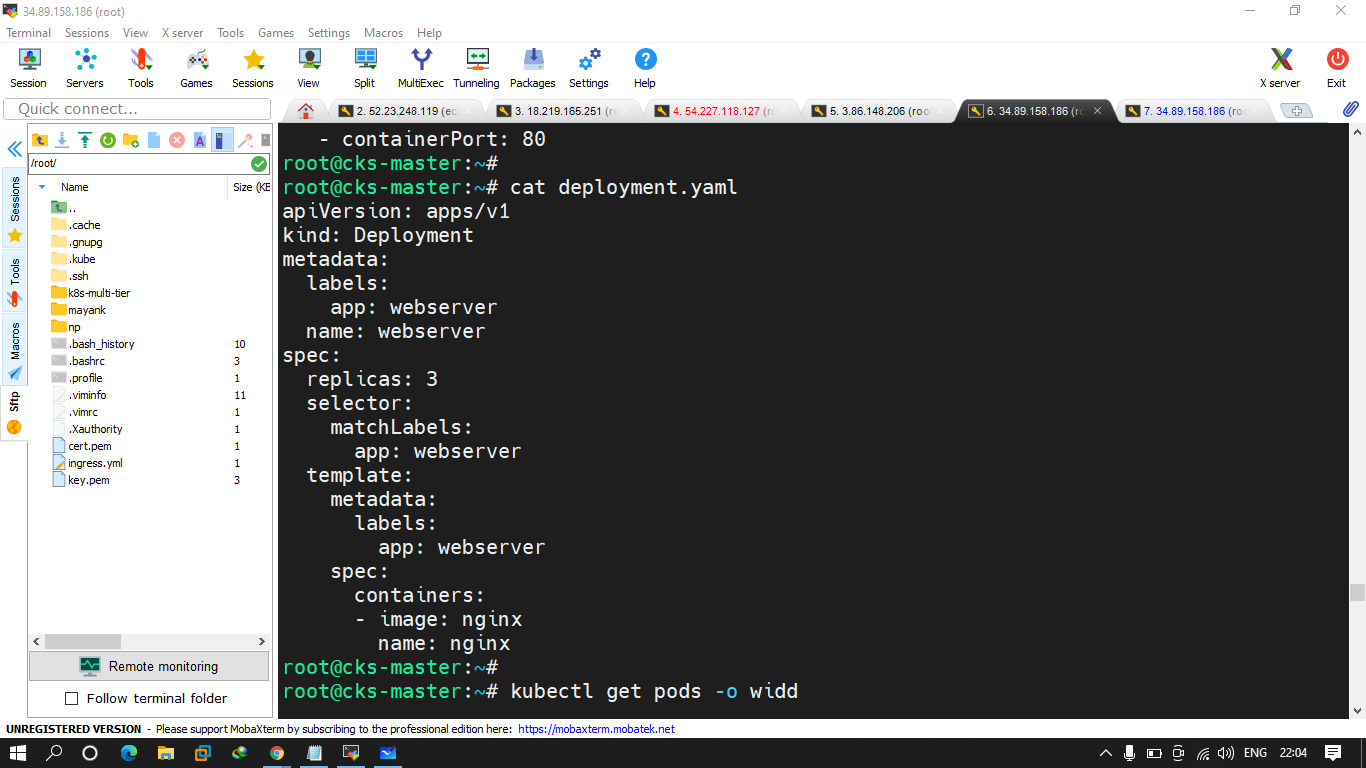 34.89.158.186 (root)
Terminal Sessions View X server Tools Games Settings Macros Help
Session Servers Tools Games Sessions View Split MultiExec Tunneling Packages Settings Help X server Exit
Quick connect...
2. 52.23.248.119 (ec
3. 18.219.165.251 (ro
4. 54.227.118.127 (ro
5. 3.86.148.206 (root
6. 34.89.158.186 (ro
7. 34.89.158.186 (ro
/root/
Name Size (KB
..
.cache
.gnupg
.kube
.ssh
k8s-multi-tier
mayank
np
.bash_history 10
.bashrc 3
.profile 1
.viminfo 11
.vimrc 1
.Xauthority 1
cert.pem 1
ingress.yml 1
key.pem 3
Sessions
Tools
Macros
Sftp
Remote monitoring
Follow terminal folder
- containerPort: 80
root@cks-master:~#
root@cks-master:~# cat deployment.yaml
apiVersion: apps/v1
kind: Deployment
metadata:
  labels:
    app: webserver
  name: webserver
spec:
  replicas: 3
  selector:
    matchLabels:
      app: webserver
  template:
    metadata:
      labels:
        app: webserver
    spec:
      containers:
      - image: nginx
        name: nginx
root@cks-master:~#
root@cks-master:~# kubectl get pods -o widd
UNREGISTERED VERSION - Please support MobaXterm by subscribing to the professional edition here: https://mobaxterm.mobatek.net
ENG 22:04